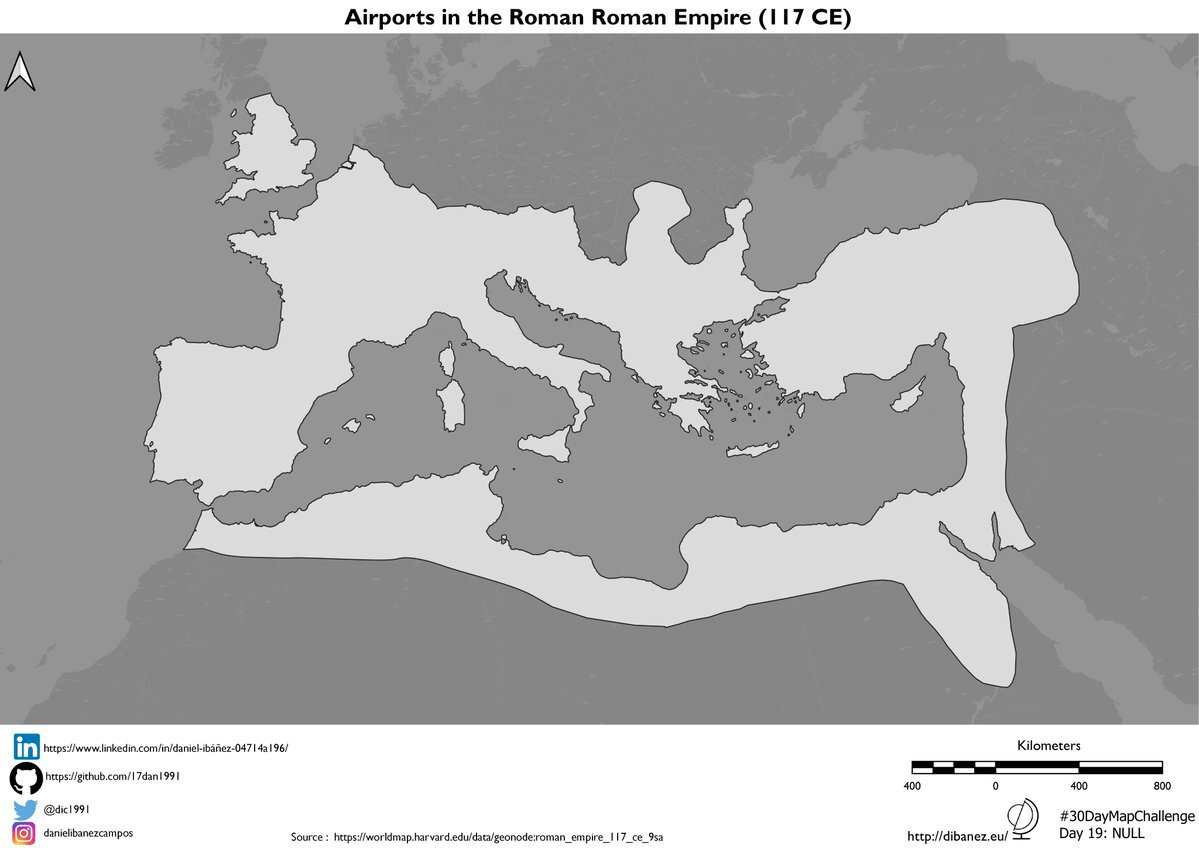 Airports in the Roman Roman Empire (117 CE)
in https://www.linkedin.com/in/daniel-ibáñez-04714a196/
https://github.com/17dan1991
@dic1991
danielibanezcampos
Source : https://worldmap.harvard.edu/data/geonode:roman_empire_117_ce_9sa
Kilometers
400 0 400 800
http://dibanez.eu/
#30DayMapChallenge
Day 19: NULL